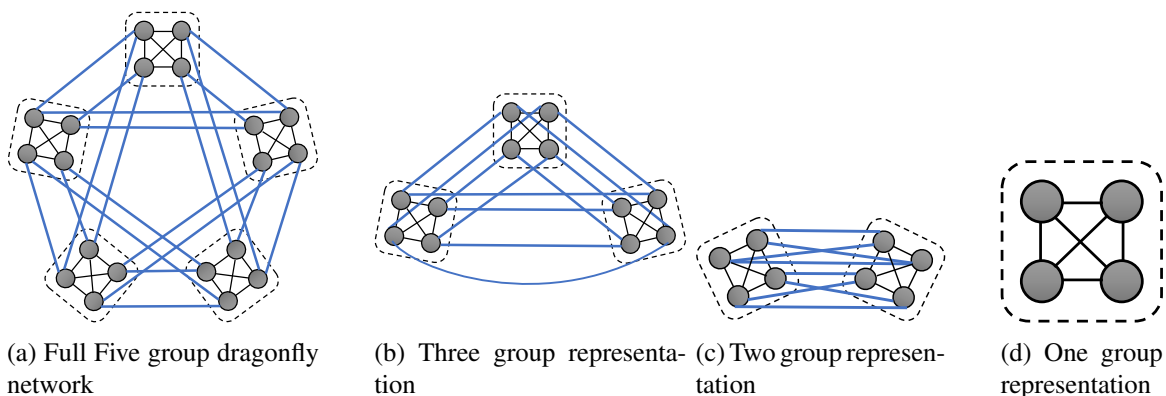 (a) Full Five group dragonfly
network
(b) Three group representa-
tion
(c) Two group represen-
tation
(d) One group
representation